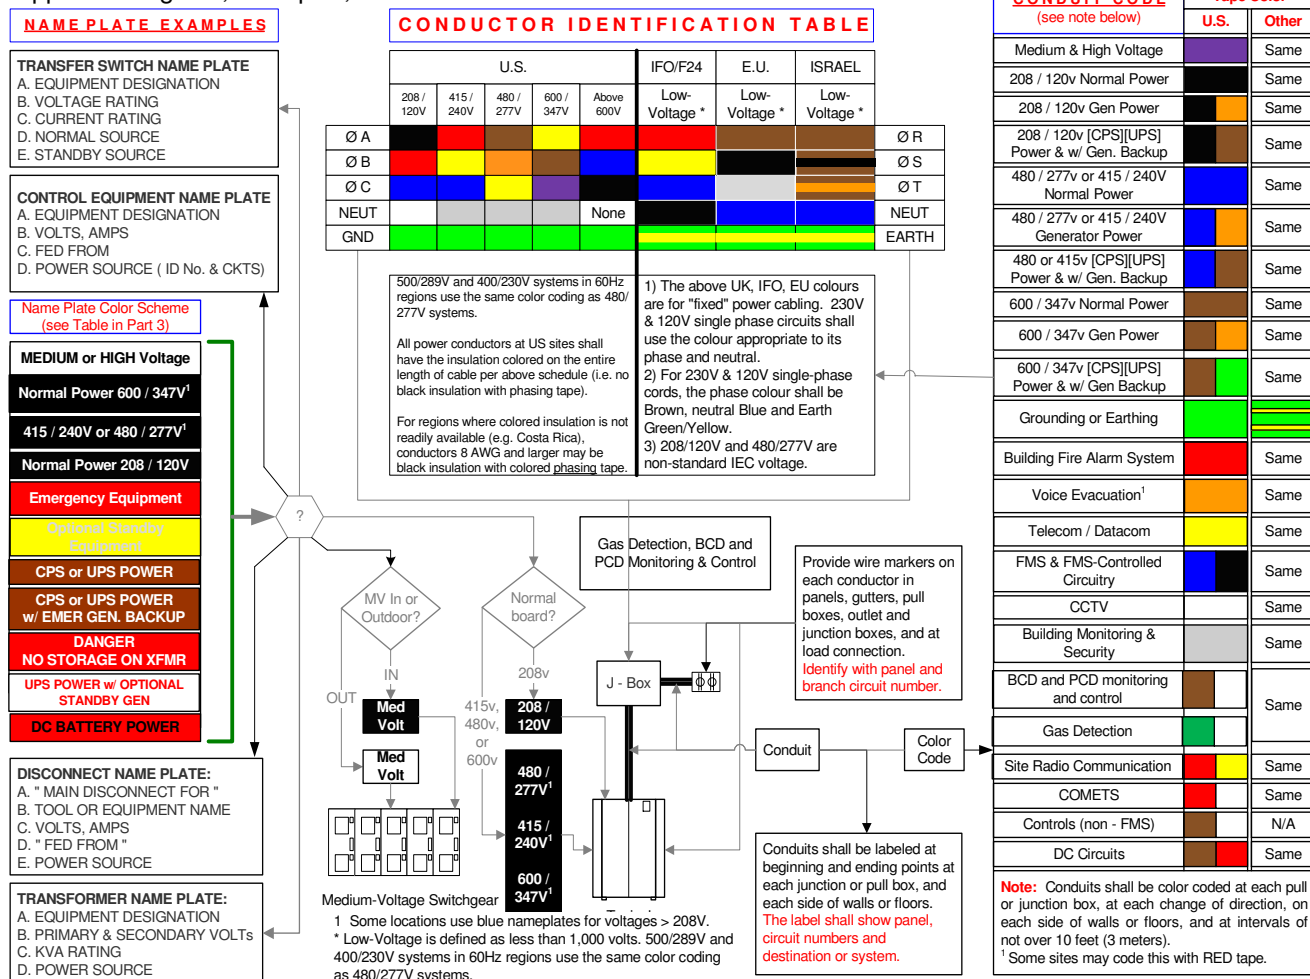 NAME PLATE EXAMPLES
TRANSFER SWITCH NAME PLATE
A. EQUIPMENT DESIGNATION
B. VOLTAGE RATING
C. CURRENT RATING
D. NORMAL SOURCE
E. STANDBY SOURCE
CONTROL EQUIPMENT NAME PLATE
A. EQUIPMENT DESIGNATION
B. VOLTS, AMPS
C. FED FROM
D. POWER SOURCE ( ID No. & CKTS)
Name Plate Color Scheme
(see Table in Part 3)
MEDIUM or HIGH Voltage
Normal Power 600 / 347V¹
415 / 240V or 480 / 277V¹
Normal Power 208 / 120V
Emergency Equipment
Optional Standby
Equipment
CPS or UPS POWER
CPS or UPS POWER
w/ EMER GEN. BACKUP
DANGER
NO STORAGE ON XFMR
UPS POWER w/ OPTIONAL
STANDBY GEN
DC BATTERY POWER
DISCONNECT NAME PLATE:
A. " MAIN DISCONNECT FOR "
B. TOOL OR EQUIPMENT NAME
C. VOLTS, AMPS
D. " FED FROM "
E. POWER SOURCE
TRANSFORMER NAME PLATE:
A. EQUIPMENT DESIGNATION
B. PRIMARY & SECONDARY VOLTs
C. KVA RATING
D. POWER SOURCE
CONDUCTOR IDENTIFICATION TABLE
U.S. IFO/F24 E.U. ISRAEL
208 / 120V 415 / 240V 480 / 277V 600 / 347V Above 600V Low-Voltage * Low-Voltage * Low-Voltage *
Ø A Ø R
Ø B Ø S
Ø C Ø T
NEUT None NEUT
GND EARTH
500/289V and 400/230V systems in 60Hz
regions use the same color coding as 480/
277V systems.
All power conductors at US sites shall
have the insulation colored on the entire
length of cable per above schedule (i.e. no
black insulation with phasing tape).
For regions where colored insulation is not
readily available (e.g. Costa Rica),
conductors 8 AWG and larger may be
black insulation with colored phasing tape.
1) The above UK, IFO, EU colours
are for "fixed" power cabling. 230V
& 120V single phase circuits shall
use the colour appropriate to its
phase and neutral.
2) For 230V & 120V single-phase
cords, the phase colour shall be
Brown, neutral Blue and Earth
Green/Yellow.
3) 208/120V and 480/277V are
non-standard IEC voltage.
?
MV In or
Outdoor?
IN
OUT
Med
Volt
Med
Volt
Medium-Voltage Switchgear
Normal
board?
208v
415v,
480v,
or
600v
208 /
120V
480 /
277V¹
415 /
240V¹
600 /
347V¹
Gas Detection, BCD and
PCD Monitoring & Control
J - Box
Provide wire markers on
each conductor in
panels, gutters, pull
boxes, outlet and
junction boxes, and at
load connection.
Identify with panel and
branch circuit number.
Conduit
Color
Code
Conduits shall be labeled at
beginning and ending points at
each junction or pull box, and
each side of walls or floors.
The label shall show panel,
circuit numbers and
destination or system.
1 Some locations use blue nameplates for voltages > 208V.
* Low-Voltage is defined as less than 1,000 volts. 500/289V and
400/230V systems in 60Hz regions use the same color coding
as 480/277V systems.
CONDUIT CODE
(see note below) U.S. Other
Medium & High Voltage Same
208 / 120v Normal Power Same
208 / 120v Gen Power Same
208 / 120v [CPS][UPS]
Power & w/ Gen. Backup Same
480 / 277v or 415 / 240V
Normal Power Same
480 / 277v or 415 / 240V
Generator Power Same
480 or 415v [CPS][UPS]
Power & w/ Gen. Backup Same
600 / 347v Normal Power Same
600 / 347v Gen Power Same
600 / 347v [CPS][UPS]
Power & w/ Gen Backup Same
Grounding or Earthing
Building Fire Alarm System Same
Voice Evacuation¹ Same
Telecom / Datacom Same
FMS & FMS-Controlled
Circuitry Same
CCTV Same
Building Monitoring &
Security Same
BCD and PCD monitoring
and control Same
Gas Detection
Site Radio Communication Same
COMETS Same
Controls (non - FMS) N/A
DC Circuits Same
Note: Conduits shall be color coded at each pull
or junction box, at each change of direction, on
each side of walls or floors, and at intervals of
not over 10 feet (3 meters).
¹ Some sites may code this with RED tape.